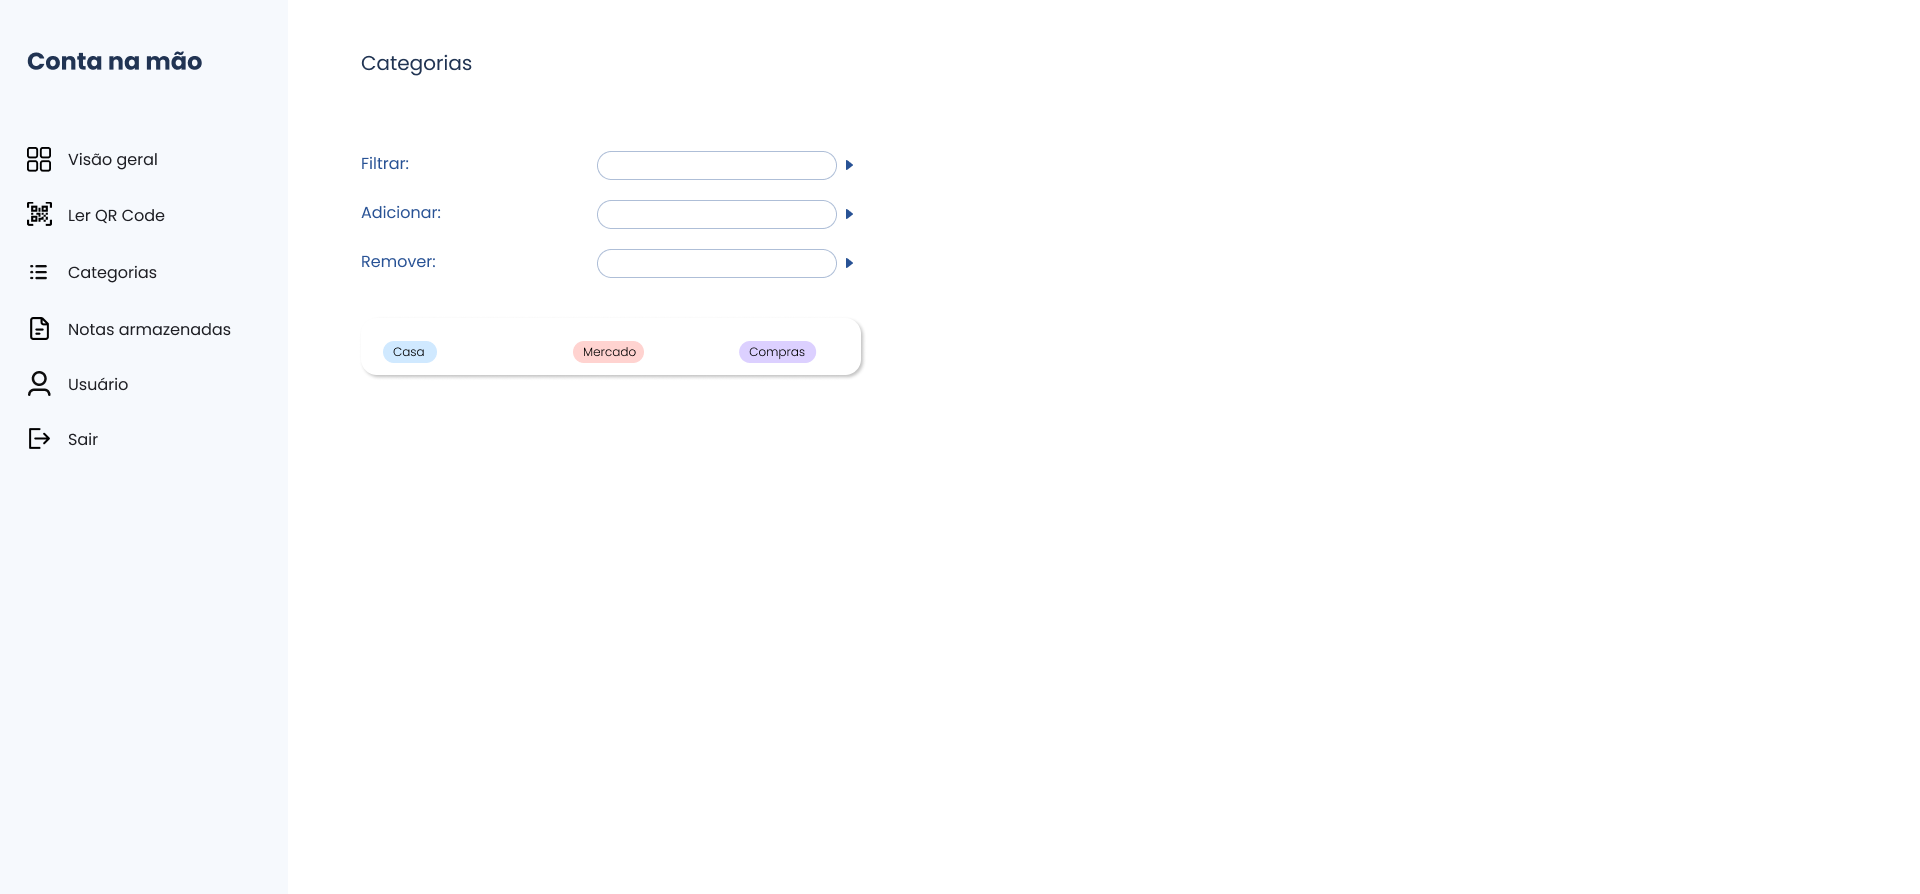 Conta na mão
Visão geral
Ler QR Code
Categorias
Notas armazenadas
Usuário
Sair
Categorias
Filtrar:
Adicionar:
Remover:
Casa Mercado Compras